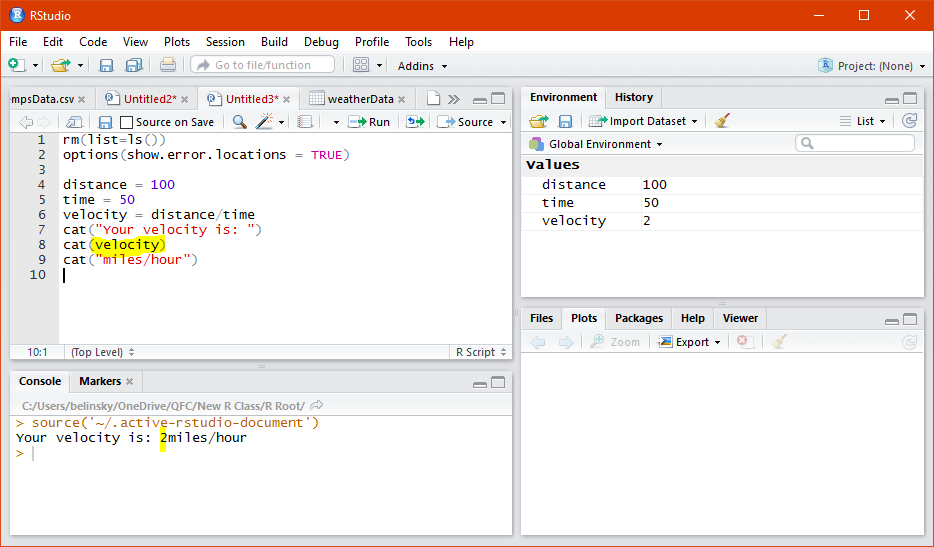 RStudio
File Edit Code View Plots Session Build Debug Profile Tools Help
Go to file/function Addins Project: (None)
empsData.csv Untitled2* Untitled3* weatherData
Source on Save Run Source
1 rm(list=ls())
2 options(show.error.locations = TRUE)
3
4 distance = 100
5 time = 50
6 velocity = distance/time
7 cat("Your velocity is: ")
8 cat(velocity)
9 cat("miles/hour")
10
10:1 (Top Level) R Script
Console Markers
C:/Users/belinsky/OneDrive/QFC/New R Class/R Root/
> source('~/.active-rstudio-document')
Your velocity is: 2miles/hour
>
Environment History
Import Dataset List
Global Environment
Values
distance 100
time 50
velocity 2
Files Plots Packages Help Viewer
Zoom Export